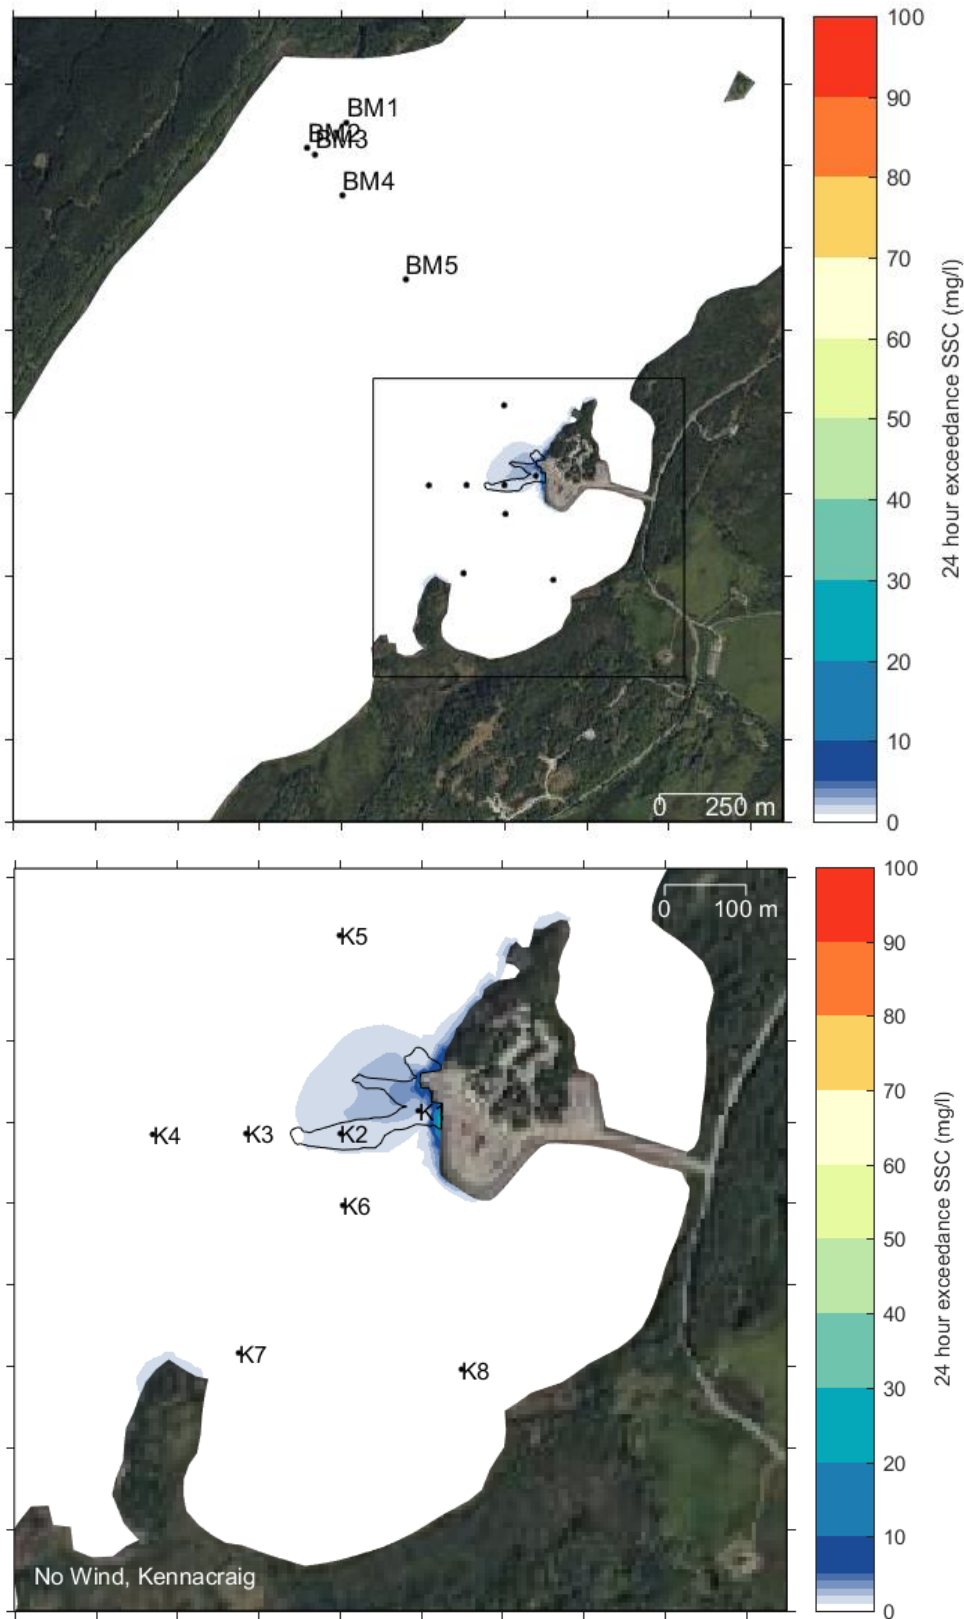 BM1
BM2
BM3
BM4
BM5
0 250 m
100
90
80
70
60
50
40
30
20
10
0
24 hour exceedance SSC (mg/l)
0 100 m
K5
K1
K4
K3
K2
K6
K7
K8
No Wind, Kennacraig
100
90
80
70
60
50
40
30
20
10
0
24 hour exceedance SSC (mg/l)